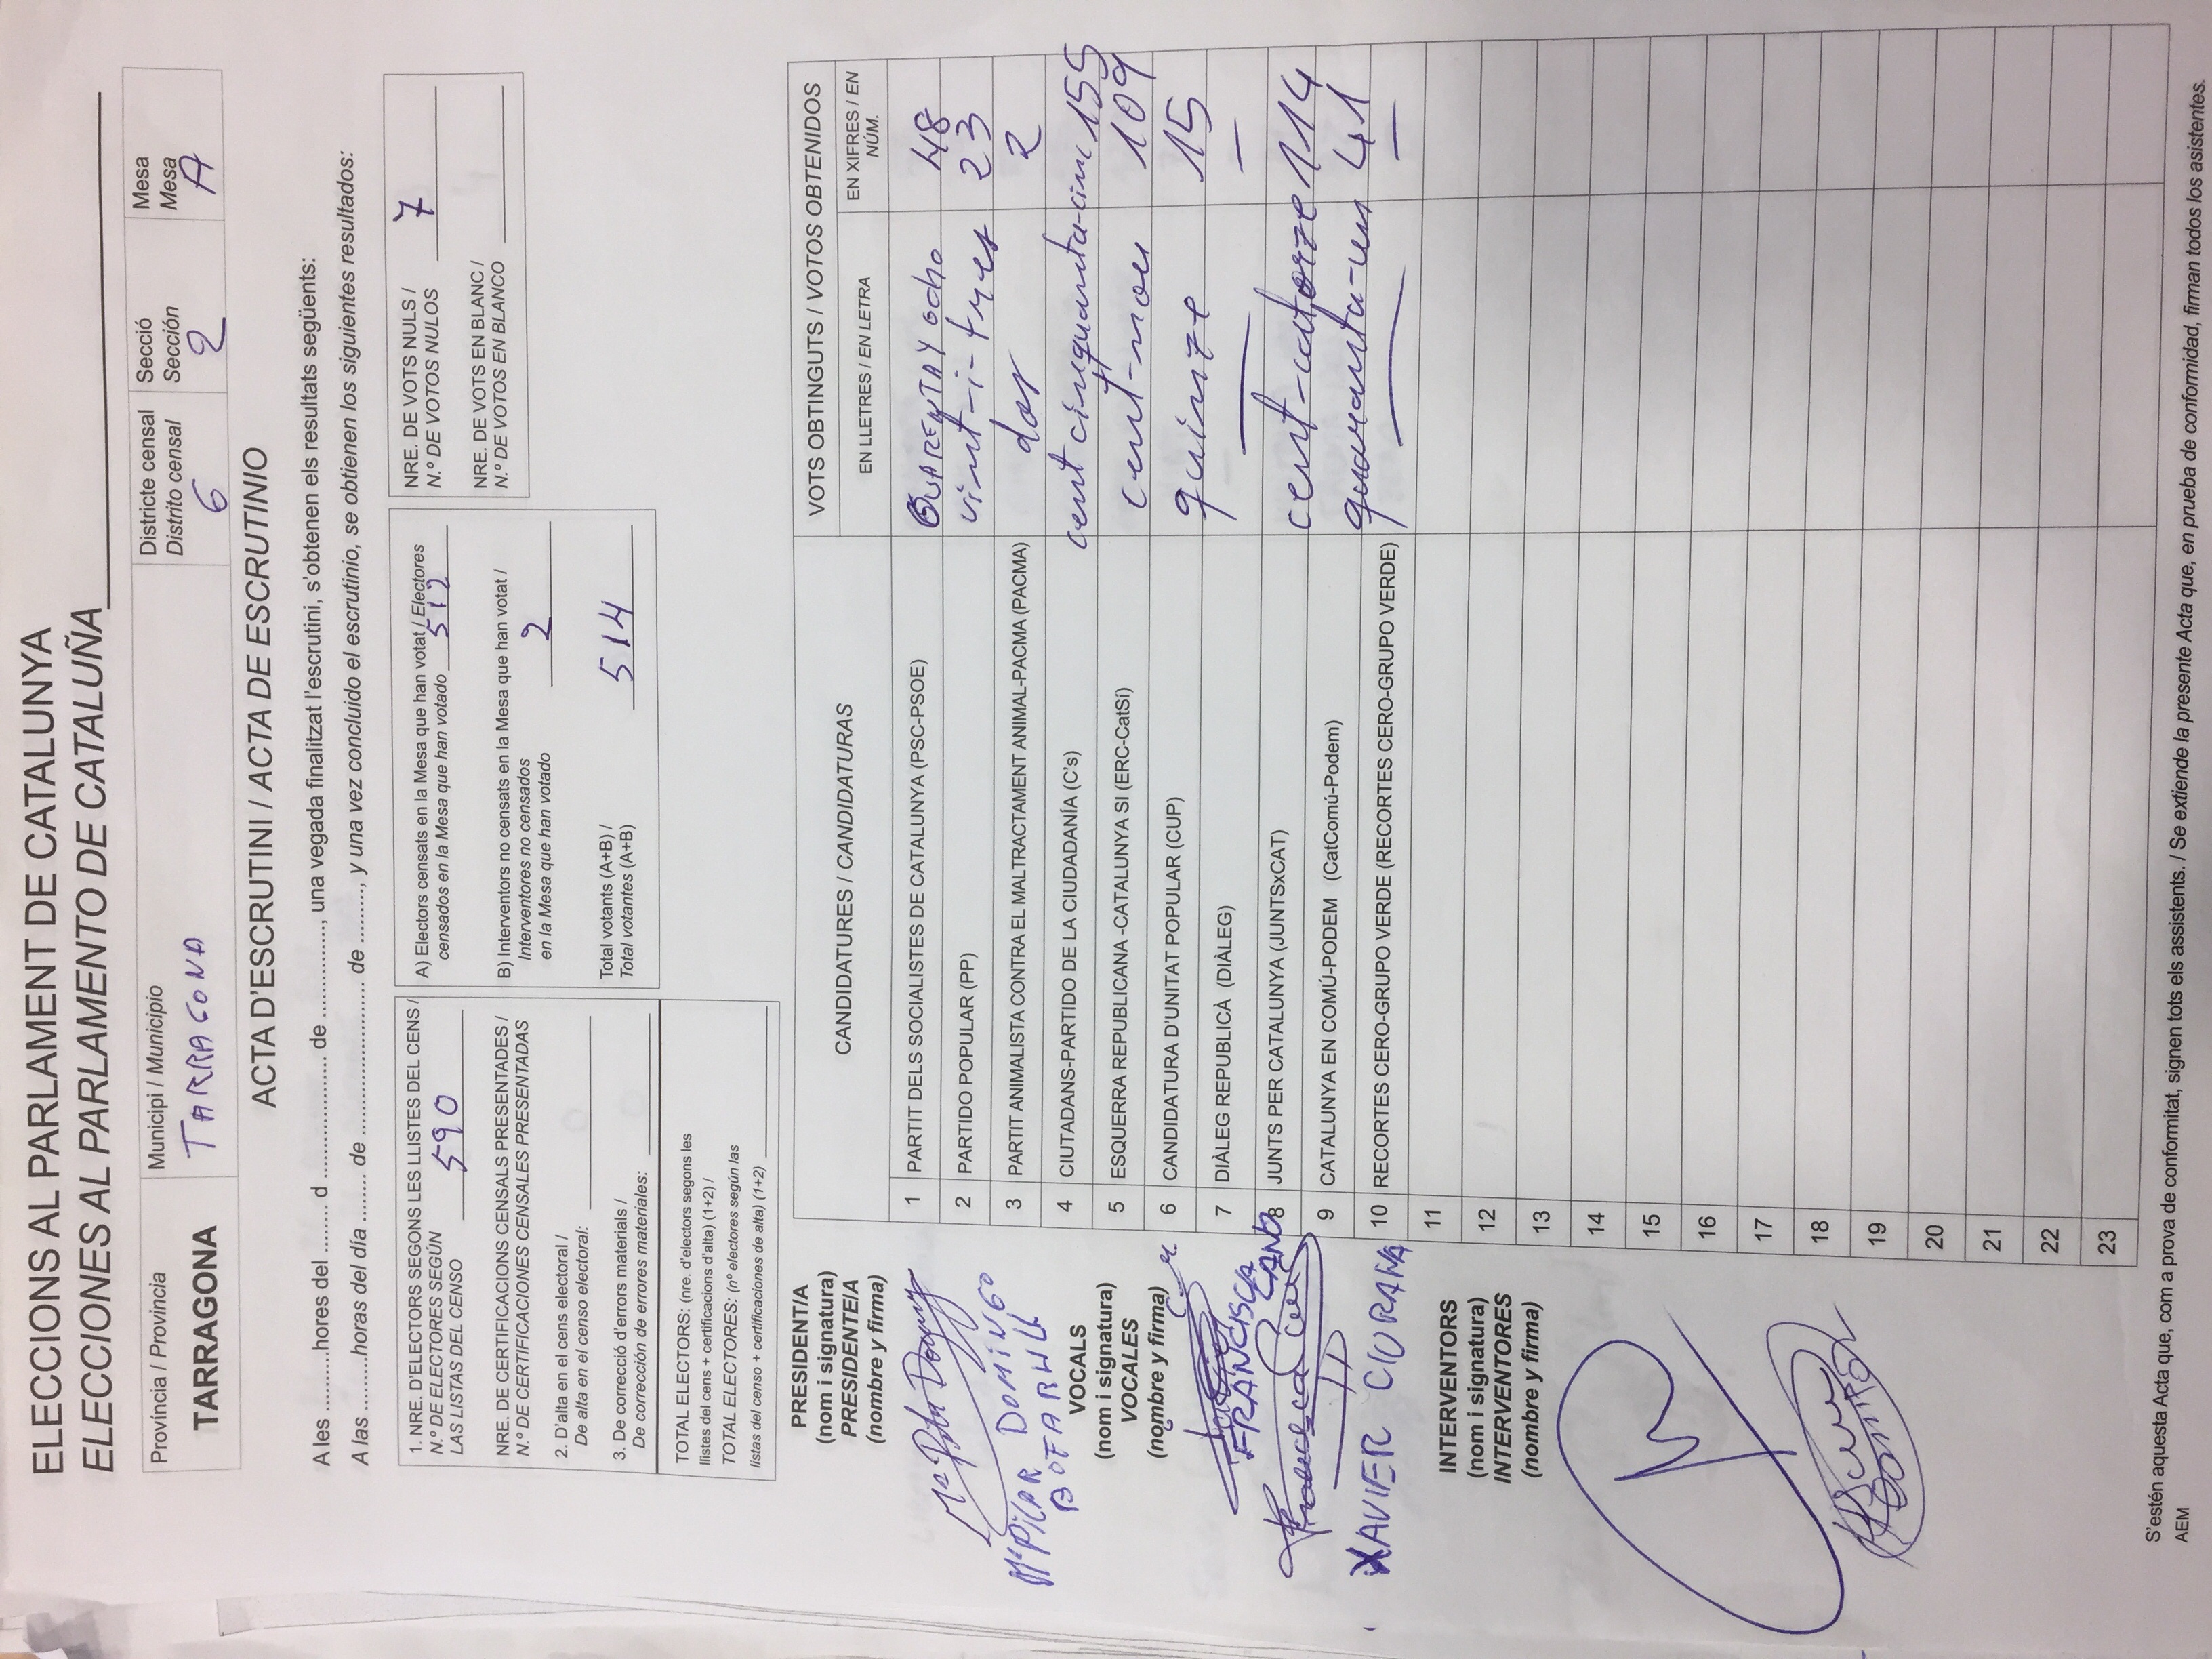 ELECCIONS AL PARLAMENT DE CATALUNYA
ELECCIONES AL PARLAMENTO DE CATALUÑA
Província / Provincia
TARRAGONA
Municipi / Municipio
TARRAGONA
Districte censal
Distrito censal
6
Secció
Sección
2
Mesa
Mesa
A
ACTA D'ESCRUTINI / ACTA DE ESCRUTINIO
A les ..........hores del ........ d .................... de ..............., una vegada finalitzat l'escrutini, s'obtenen els resultats següents:
A las .........horas del día ........ de ......................... de ........., y una vez concluido el escrutinio, se obtienen los siguientes resultados:
1. NRE. D'ELECTORS SEGONS LES LLISTES DEL CENS /
N.º DE ELECTORES SEGÚN
LAS LISTAS DEL CENSO 590
NRE. DE CERTIFICACIONS CENSALS PRESENTADES /
N.º DE CERTIFICACIONES CENSALES PRESENTADAS
2. D'alta en el cens electoral /
De alta en el censo electoral:
3. De correcció d'errors materials /
De corrección de errores materiales:
TOTAL ELECTORS: (nre. d'electors segons les
llistes del cens + certificacions d'alta) (1+2) /
TOTAL ELECTORES: (nº electores según las
listas del censo + certificaciones de alta) (1+2)
A) Electors censats en la Mesa que han votat / Electores
censados en la Mesa que han votado 512
B) Interventors no censats en la Mesa que han votat /
Interventores no censados
en la Mesa que han votado 2
Total votants (A+B) /
Total votantes (A+B) 514
NRE. DE VOTS NULS /
N.º DE VOTOS NULOS 7
NRE. DE VOTS EN BLANC /
N.º DE VOTOS EN BLANCO
PRESIDENT/A
(nom i signatura)
PRESIDENTE/A
(nombre y firma)
Mª PILAR DOMINGO
BOFARULL
VOCALS
(nom i signatura)
VOCALES
(nombre y firma)
FRANCISCA
CANO
XAVIER CIURANA
INTERVENTORS
(nom i signatura)
INTERVENTORES
(nombre y firma)
CANDIDATURES / CANDIDATURAS
VOTS OBTINGUTS / VOTOS OBTENIDOS
EN LLETRES / EN LETRA
EN XIFRES / EN
NÚM.
1 PARTIT DELS SOCIALISTES DE CATALUNYA (PSC-PSOE) QUARENTA Y ocho 48
2 PARTIDO POPULAR (PP) vint-i-tres 23
3 PARTIT ANIMALISTA CONTRA EL MALTRACTAMENT ANIMAL-PACMA (PACMA) dos 2
4 CIUTADANS-PARTIDO DE LA CIUDADANÍA (C's) cent cinquanta-cinc 155
5 ESQUERRA REPUBLICANA -CATALUNYA SI (ERC-CatSí) cent-nou 109
6 CANDIDATURA D'UNITAT POPULAR (CUP) quinze 15
7 DIÀLEG REPUBLICÀ (DIÀLEG) — —
8 JUNTS PER CATALUNYA (JUNTSxCAT) cent-catorze 114
9 CATALUNYA EN COMÚ-PODEM (CatComú-Podem) quaranta-un 41
10 RECORTES CERO-GRUPO VERDE (RECORTES CERO-GRUPO VERDE) — —
11
12
13
14
15
16
17
18
19
20
21
22
23
S'estén aquesta Acta que, com a prova de conformitat, signen tots els assistents. / Se extiende la presente Acta que, en prueba de conformidad, firman todos los asistentes.
AEM